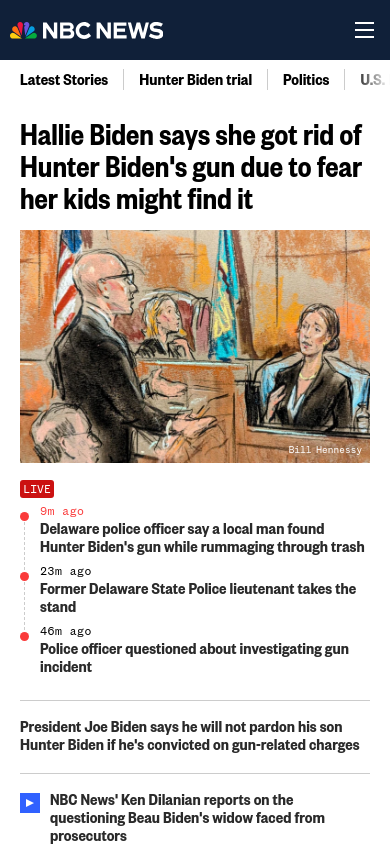 NBC NEWS
Latest Stories
Hunter Biden trial
Politics
U.S.
Hallie Biden says she got rid of
Hunter Biden's gun due to fear
her kids might find it
Bill Hennessy
LIVE
9m ago
Delaware police officer say a local man found
Hunter Biden's gun while rummaging through trash
23m ago
Former Delaware State Police lieutenant takes the
stand
46m ago
Police officer questioned about investigating gun
incident
President Joe Biden says he will not pardon his son
Hunter Biden if he's convicted on gun-related charges
NBC News' Ken Dilanian reports on the
questioning Beau Biden's widow faced from
prosecutors